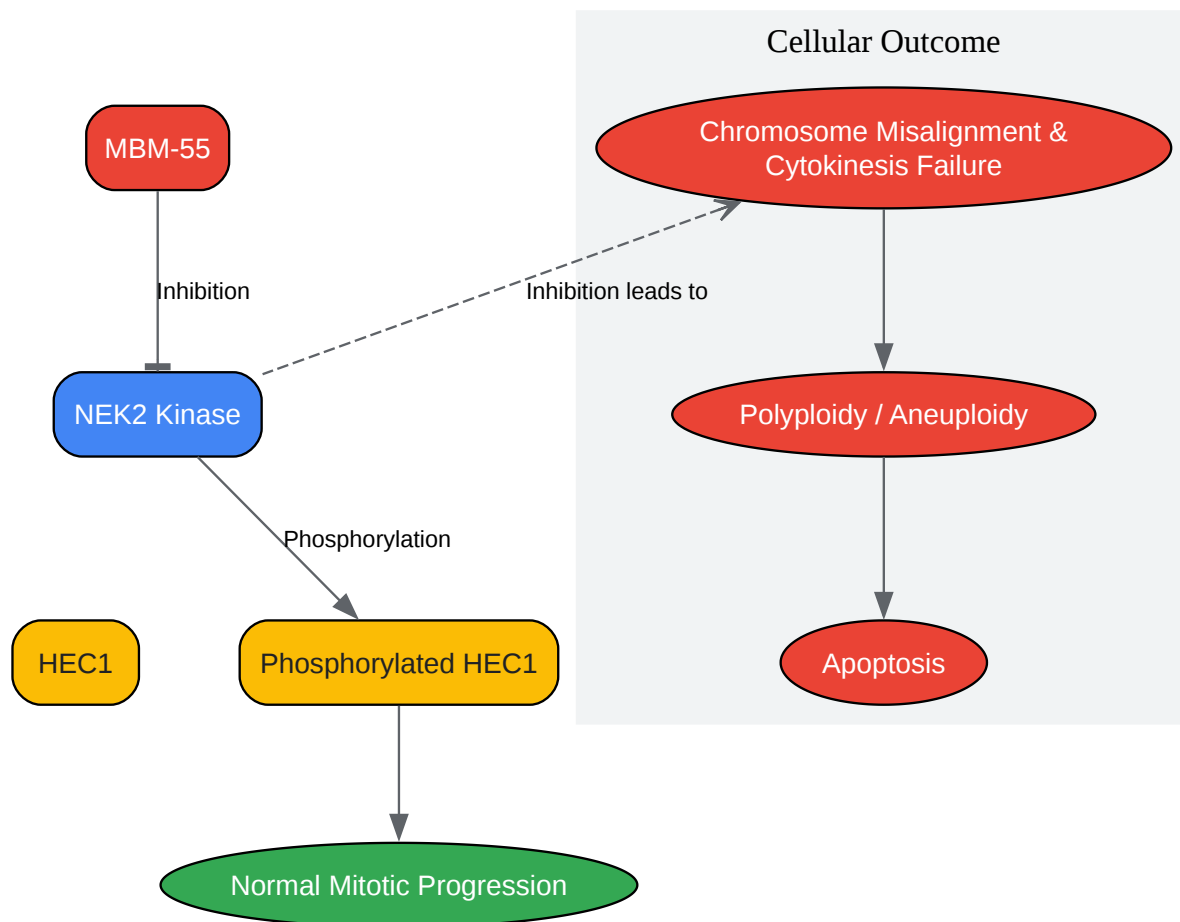 Cellular Outcome
MBM-55
Chromosome Misalignment &
Cytokinesis Failure
Inhibition
Inhibition leads to
NEK2 Kinase
Polyploidy / Aneuploidy
Phosphorylation
HEC1
Phosphorylated HEC1
Apoptosis
Normal Mitotic Progression